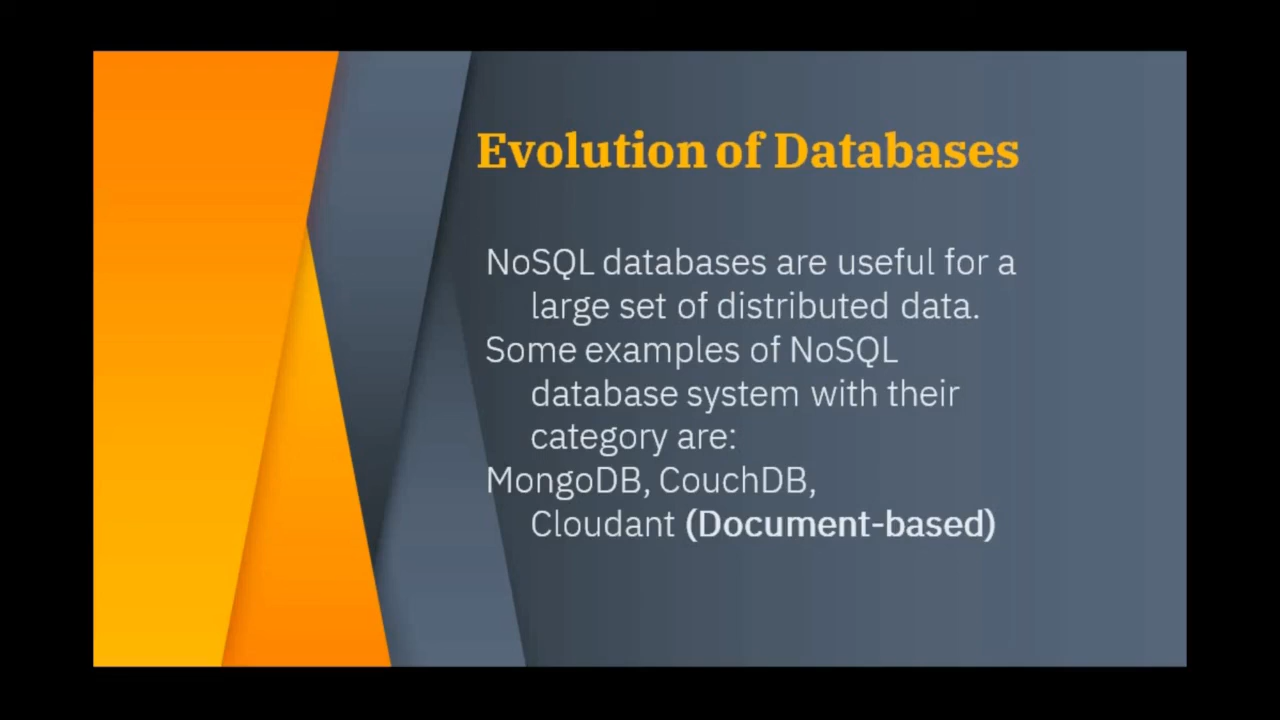 Evolution of Databases
NoSQL databases are useful for a
large set of distributed data.
Some examples of NoSQL
database system with their
category are:
MongoDB, CouchDB,
Cloudant (Document-based)